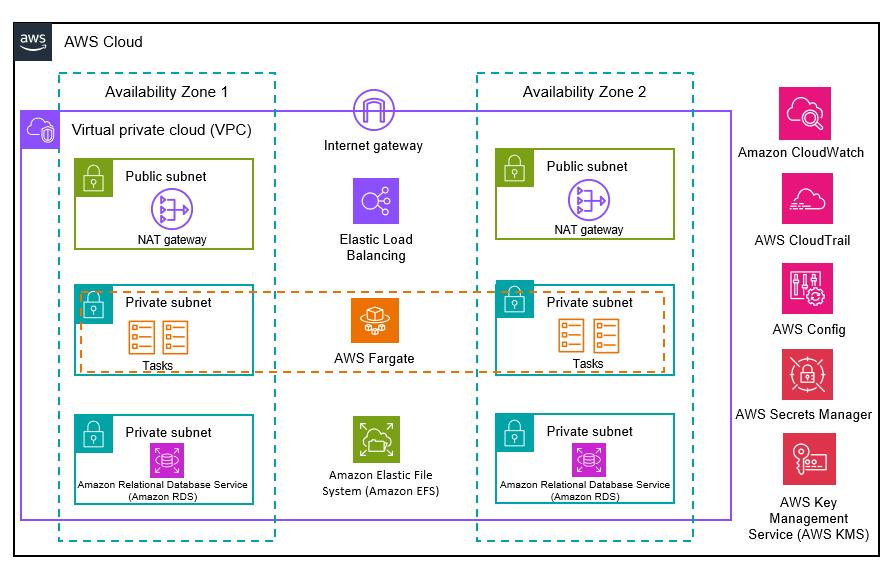 aws
AWS Cloud
Availability Zone 1
Availability Zone 2
Virtual private cloud (VPC)
Internet gateway
Amazon CloudWatch
Public subnet
NAT gateway
Elastic Load
Balancing
Public subnet
NAT gateway
AWS CloudTrail
Private subnet
Tasks
AWS Fargate
Private subnet
Tasks
AWS Config
AWS Secrets Manager
Private subnet
Amazon Relational Database Service
(Amazon RDS)
Amazon Elastic File
System (Amazon EFS)
Private subnet
Amazon Relational Database Service
(Amazon RDS)
AWS Key
Management
Service (AWS KMS)